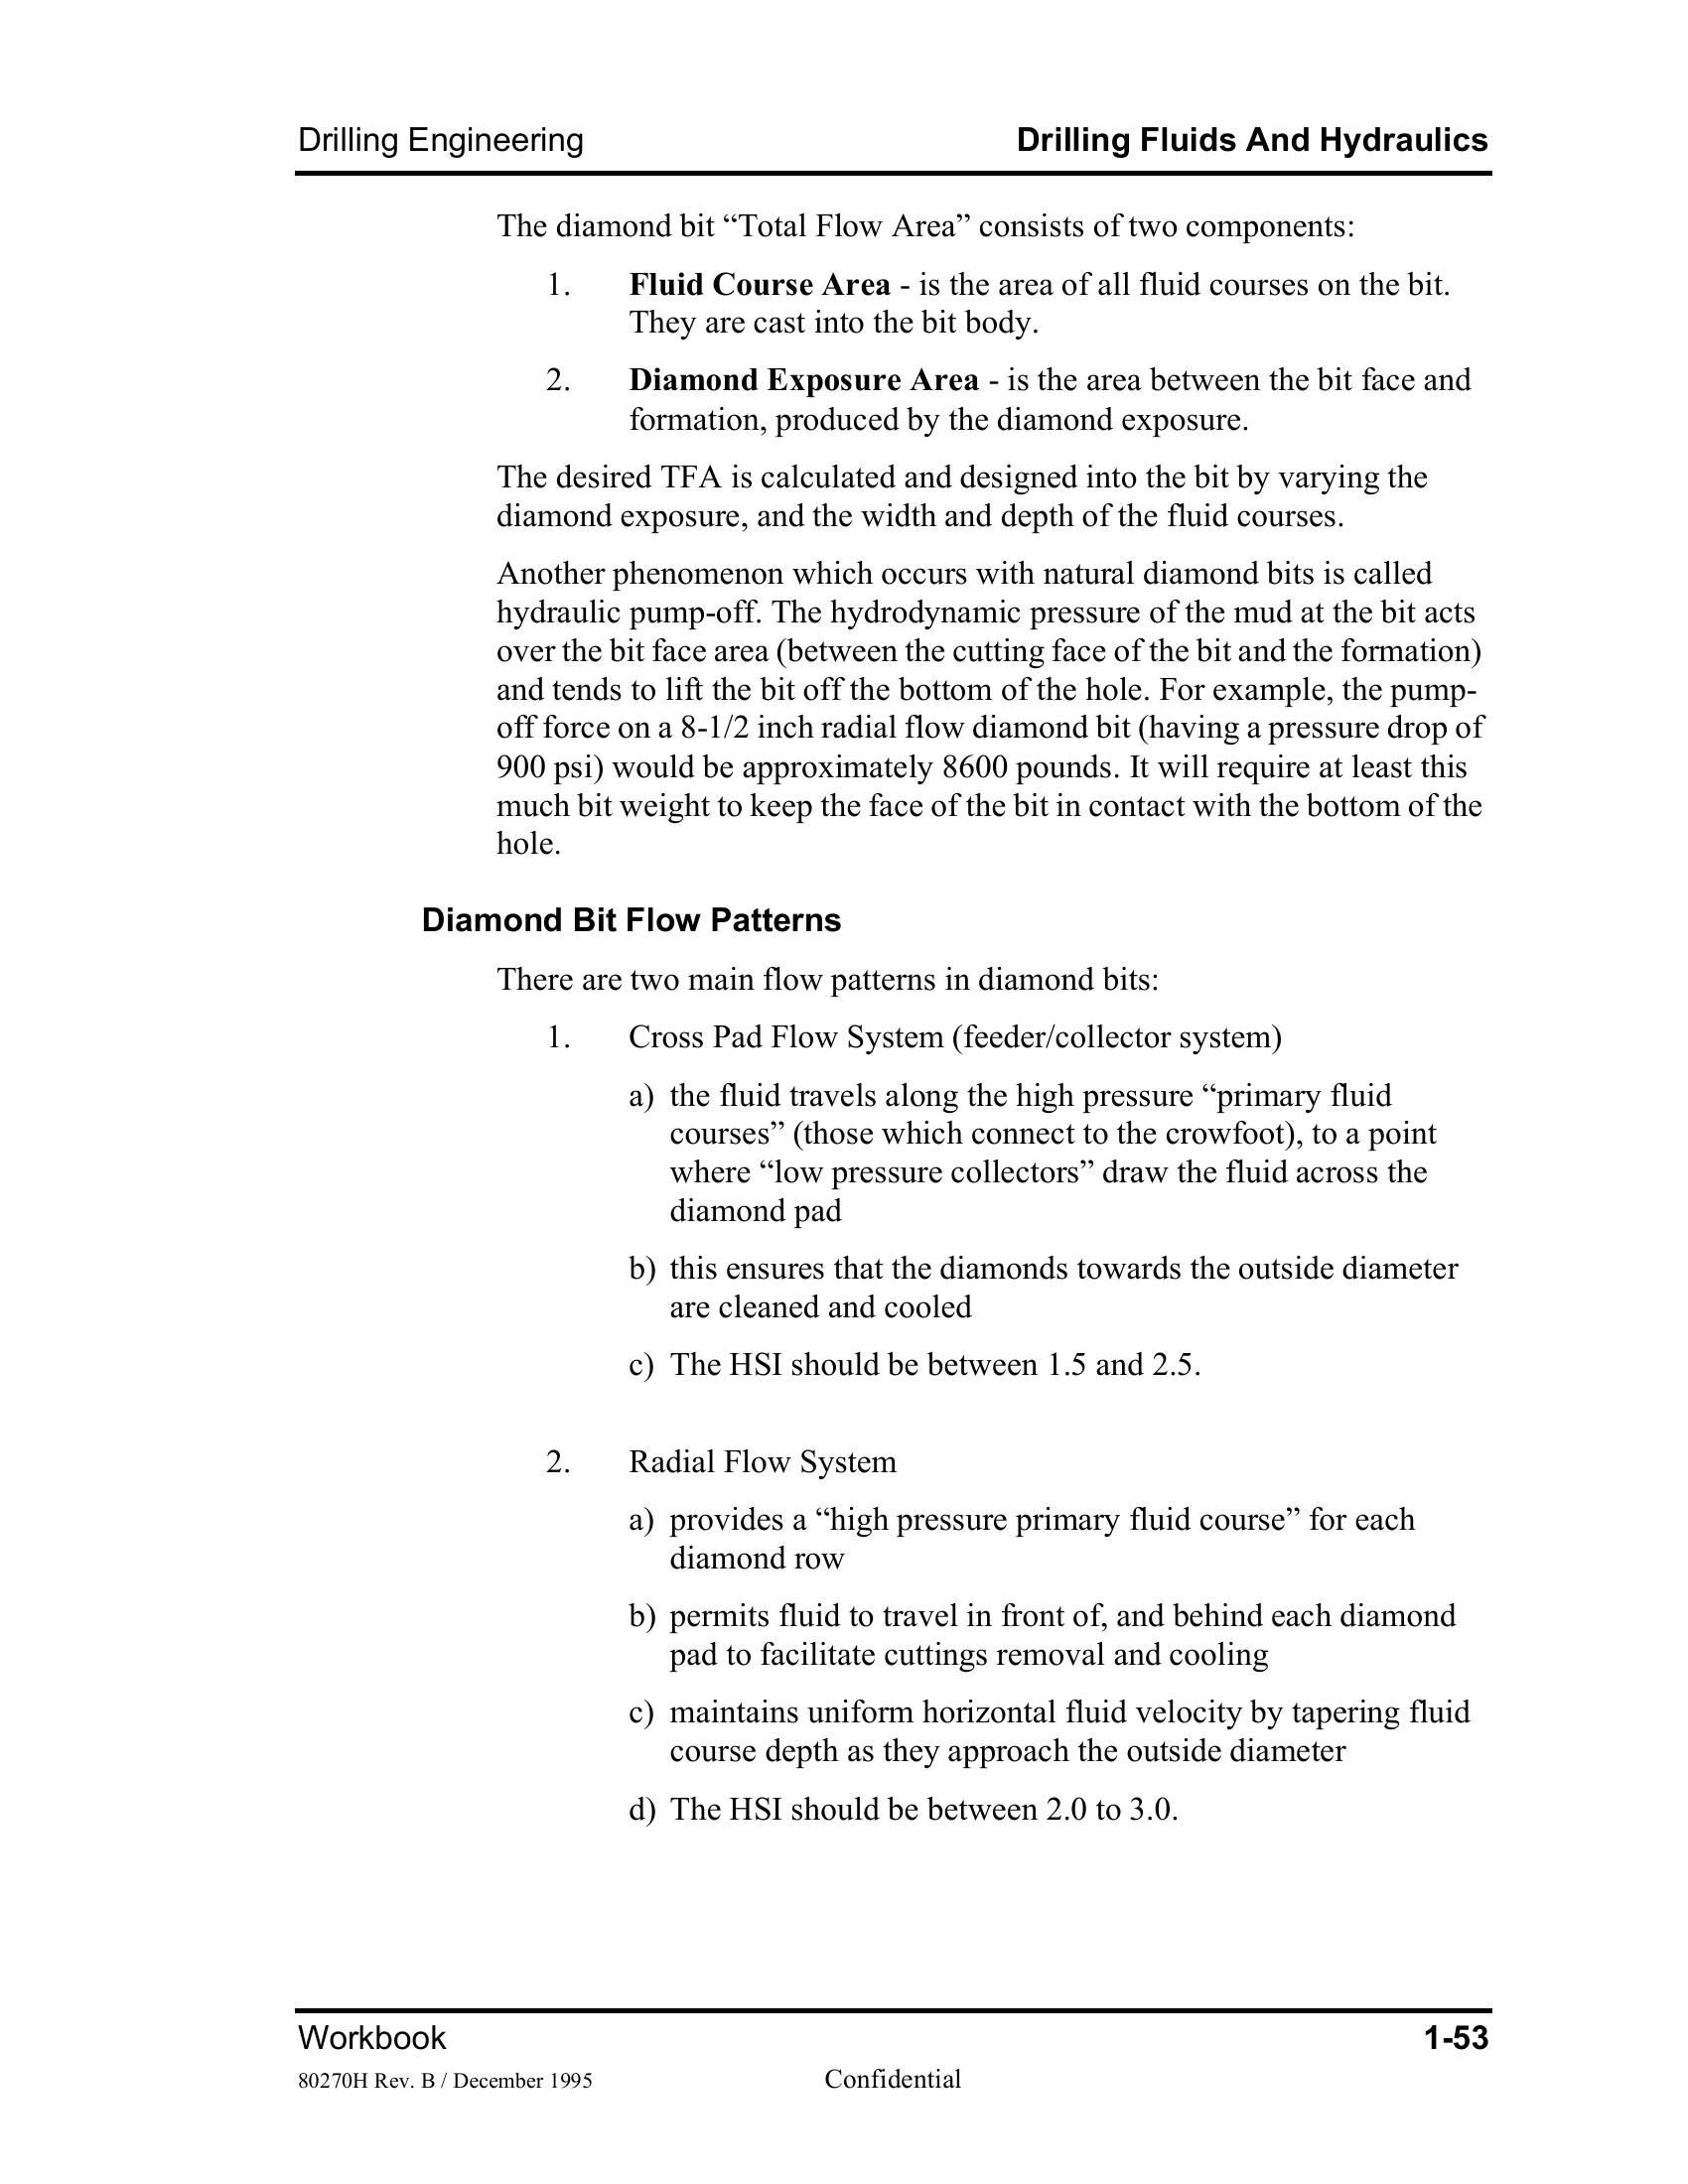 Drilling Engineering Drilling Fluids And Hydraulics
The diamond bit “Total Flow Area” consists of two components:
1. Fluid Course Area - is the area of all fluid courses on the bit.
They are cast into the bit body.
2. Diamond Exposure Area - is the area between the bit face and
formation, produced by the diamond exposure.
The desired TFA is calculated and designed into the bit by varying the
diamond exposure, and the width and depth of the fluid courses.
Another phenomenon which occurs with natural diamond bits is called
hydraulic pump-off. The hydrodynamic pressure of the mud at the bit acts
over the bit face area (between the cutting face of the bit and the formation)
and tends to lift the bit off the bottom of the hole. For example, the pump-
off force on a 8-1/2 inch radial flow diamond bit (having a pressure drop of
900 psi) would be approximately 8600 pounds. It will require at least this
much bit weight to keep the face of the bit in contact with the bottom of the
hole.
Diamond Bit Flow Patterns
There are two main flow patterns in diamond bits:
1. Cross Pad Flow System (feeder/collector system)
a) the fluid travels along the high pressure “primary fluid
courses” (those which connect to the crowfoot), to a point
where “low pressure collectors” draw the fluid across the
diamond pad
b) this ensures that the diamonds towards the outside diameter
are cleaned and cooled
c) The HSI should be between 1.5 and 2.5.
2. Radial Flow System
a) provides a “high pressure primary fluid course” for each
diamond row
b) permits fluid to travel in front of, and behind each diamond
pad to facilitate cuttings removal and cooling
c) maintains uniform horizontal fluid velocity by tapering fluid
course depth as they approach the outside diameter
d) The HSI should be between 2.0 to 3.0.
Workbook 1-53
80270H Rev. B / December 1995 Confidential